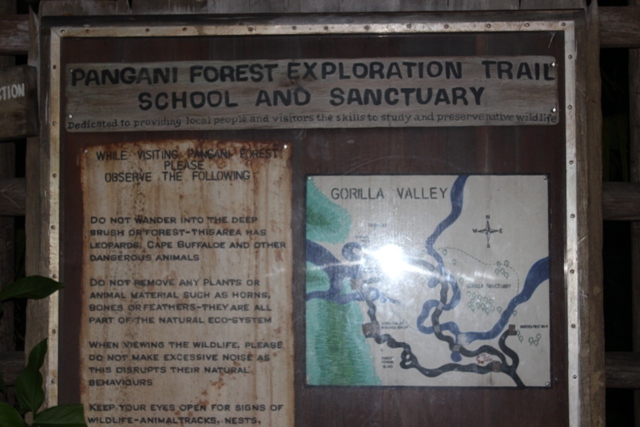 PANGANI FOREST EXPLORATION TRAIL
SCHOOL AND SANCTUARY
Dedicated to providing local people and visitors the skills to study and preserve native wildlife
CTION
WHILE VISITING PANGANI FOREST
PLEASE
OBSERVE THE FOLLOWING
DO NOT WANDER INTO THE DEEP
BRUSH OR FOREST-THIS AREA HAS
LEOPARDS, CAPE BUFFALOE AND OTHER
DANGEROUS ANIMALS
DO NOT REMOVE ANY PLANTS OR
ANIMAL MATERIAL SUCH AS HORNS,
BONES OR FEATHERS-THEY ARE ALL
PART OF THE NATURAL ECO-SYSTEM
WHEN VIEWING THE WILDLIFE, PLEASE
DO NOT MAKE EXCESSIVE NOISE AS
THIS DISRUPTS THEIR NATURAL
BEHAVIOURS
KEEP YOUR EYES OPEN FOR SIGNS OF
WILDLIFE-ANIMAL TRACKS, NESTS,
GORILLA VALLEY
N
GORILLA SANCTUARY